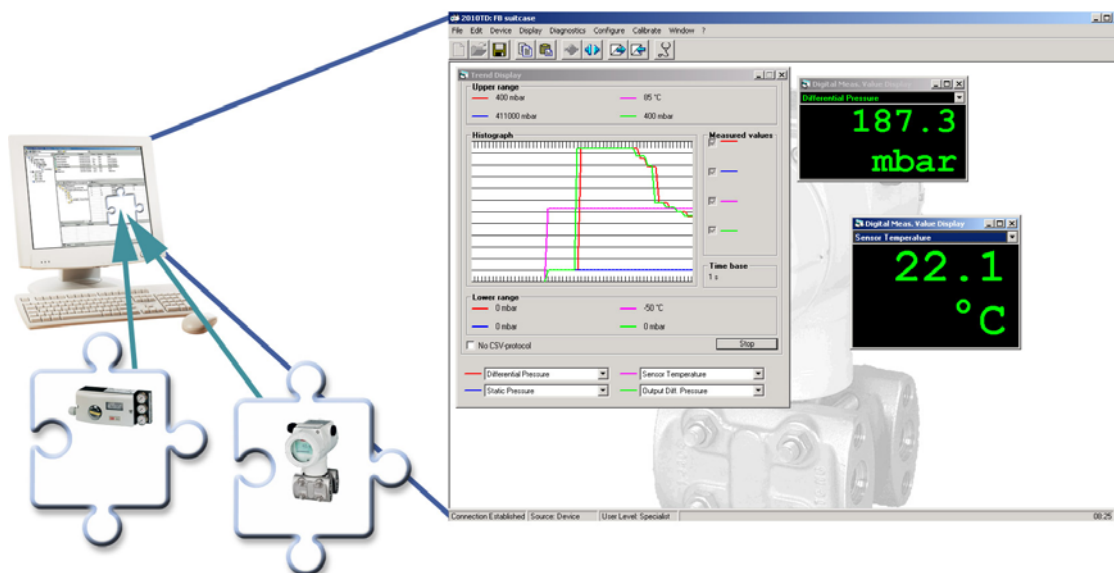 2010TD: FB suitcase
File Edit Device Display Diagnostics Configure Calibrate Window ?
Trend Display
Upper range
400 mbar
85 °C
411000 mbar
400 mbar
Histograph
Measured values
Time base
1 s
Lower range
0 mbar
-50 °C
0 mbar
0 mbar
No CSV-protocol
Stop
Differential Pressure
Sensor Temperature
Static Pressure
Output Diff. Pressure
Digital Meas. Value Display
Differential Pressure
187.3
mbar
Digital Meas. Value Display
Sensor Temperature
22.1
°C
Connection Established Source: Device User Level: Specialist 08:25